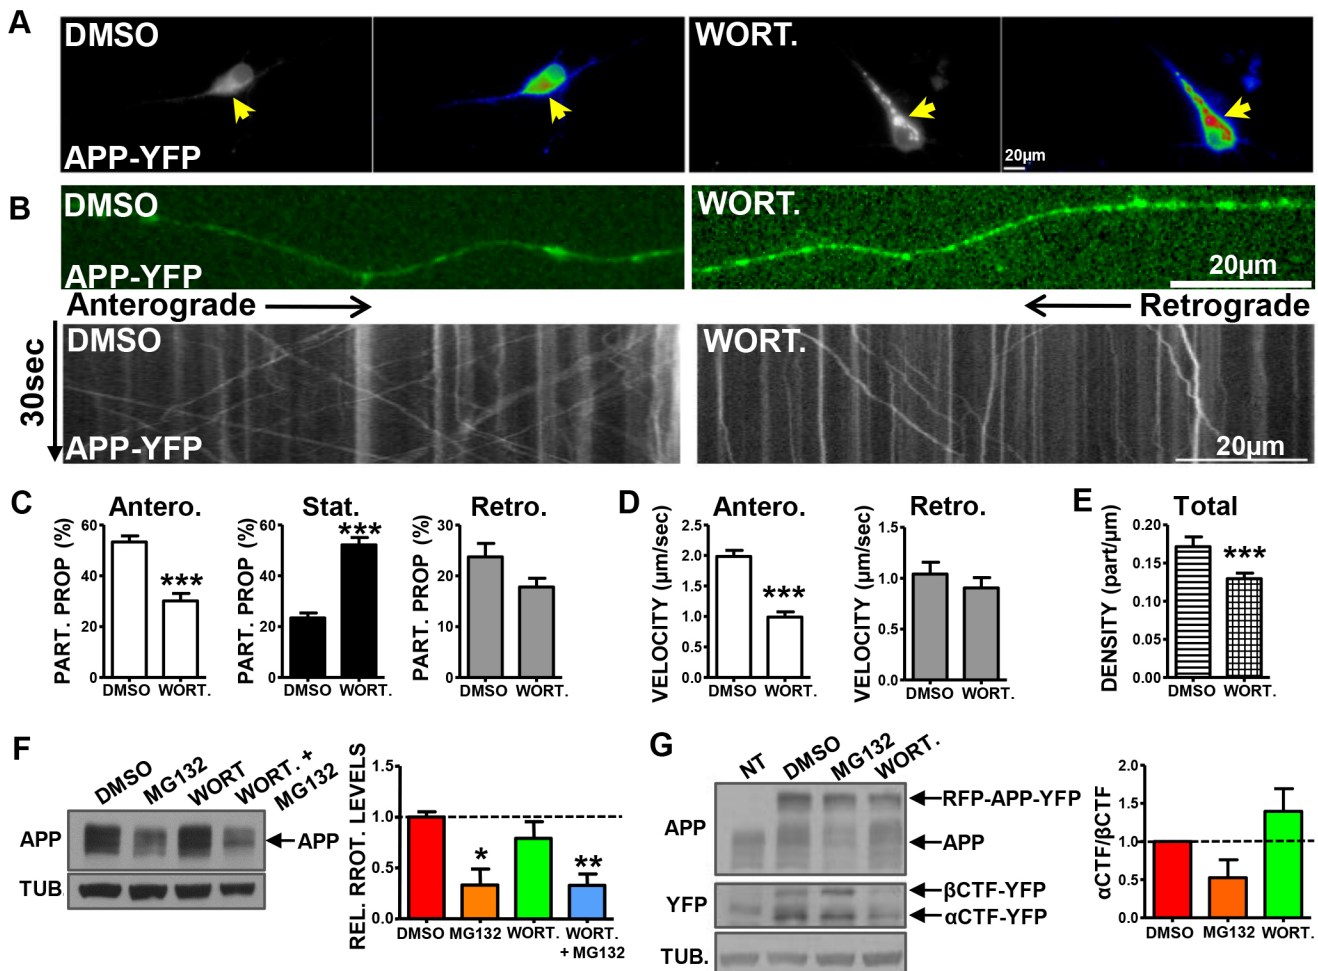 A
DMSO
WORT.
APP-YFP
20µm
B
DMSO
WORT.
APP-YFP
20µm
Anterograde
Retrograde
30sec
DMSO
WORT.
APP-YFP
20µm
C
Antero.
PART. PROP (%)
60
40
20
0
DMSO WORT.
***
Stat.
PART. PROP (%)
60
40
20
0
DMSO WORT.
***
Retro.
PART. PROP (%)
30
20
10
0
DMSO WORT.
D
Antero.
VELOCITY (µm/sec)
2.5
2.0
1.5
1.0
0.5
0.0
DMSO WORT.
***
Retro.
VELOCITY (µm/sec)
1.5
1.0
0.5
0.0
DMSO WORT.
E
Total
DENSITY (part/µm)
0.20
0.15
0.10
0.05
0.00
DMSO WORT.
***
F
DMSO
MG132
WORT
WORT. +
MG132
APP
APP
TUB.
REL. RROT. LEVELS
1.5
1.0
0.5
0.0
*
**
DMSO MG132 WORT. WORT.
+ MG132
G
NT
DMSO
MG132
WORT.
APP
RFP-APP-YFP
APP
YFP
βCTF-YFP
αCTF-YFP
TUB.
αCTF/βCTF
2.0
1.5
1.0
0.5
0.0
DMSO MG132 WORT.